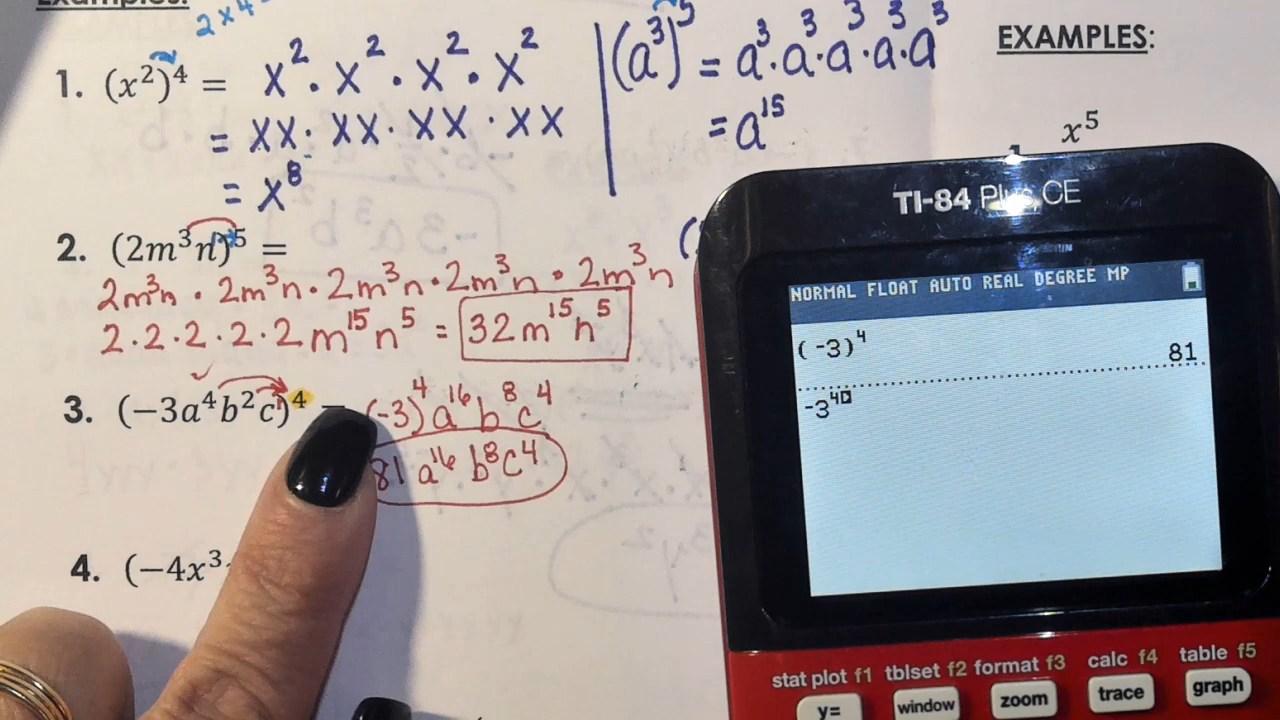 Examples:
2×4
1. (x²)⁴ = x² · x² · x² · x²
= xx · xx · xx · xx
= x⁸
(a³)⁵ = a³·a³·a³·a³·a³
= a¹⁵
EXAMPLES:
x⁵
2. (2m³n)⁵ =
2m³n · 2m³n · 2m³n · 2m³n · 2m³n
2·2·2·2·2 m¹⁵ n⁵ = 32m¹⁵n⁵
3. (−3a⁴b²c)⁴ = (-3)⁴ a¹⁶ b⁸ c⁴
81 a¹⁶ b⁸ c⁴
4. (−4x³
TI-84 Plus CE
NORMAL FLOAT AUTO REAL DEGREE MP
(-3)⁴
81
-3⁴
stat plot f1 tblset f2 format f3 calc f4 table f5
y= window zoom trace graph